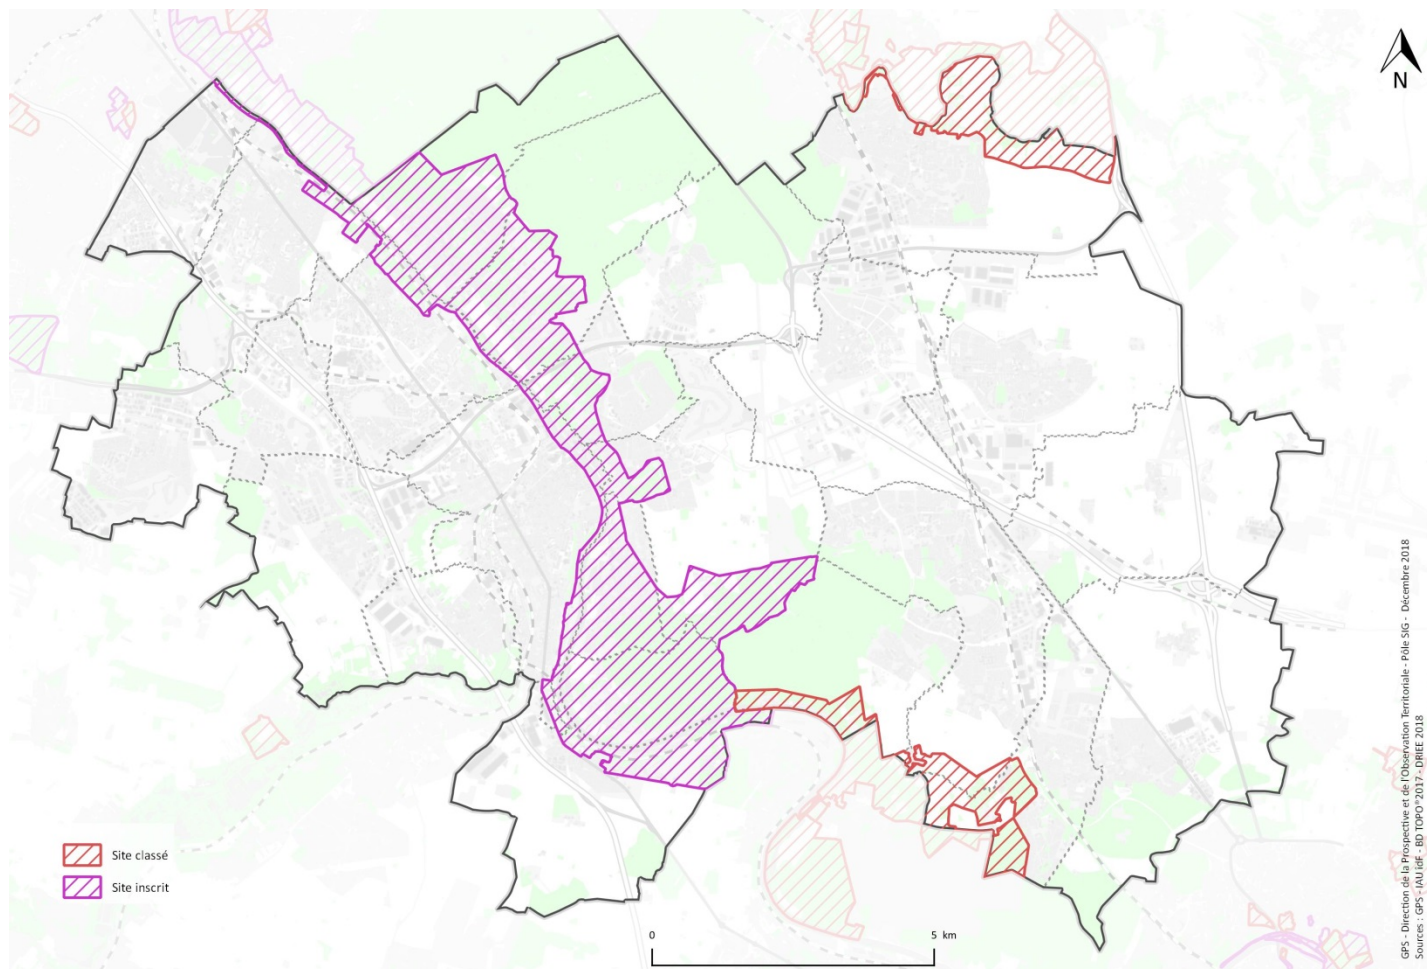 N
Site classé
Site inscrit
0 5 km
GPS - Direction de la Prospective et de l'Observation Territoriale - Pôle SIG - Décembre 2018
Sources : GPS - IAU idF - BD TOPO®2017 - DRIEE 2018